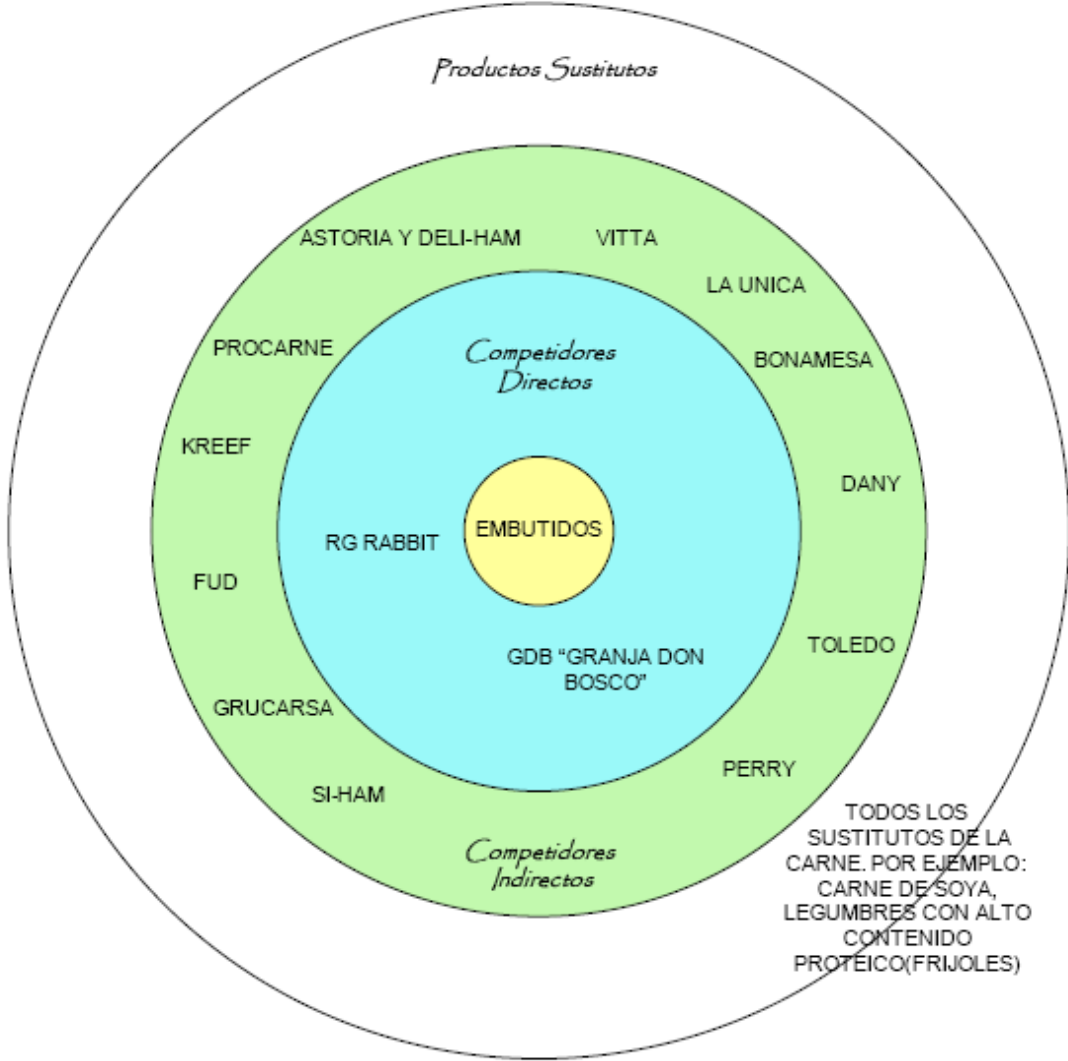 Productos Sustitutos
ASTORIA Y DELI-HAM
VITTA
LA UNICA
PROCARNE
Competidores
Directos
BONAMESA
KREEF
DANY
EMBUTIDOS
RG RABBIT
FUD
TOLEDO
GDB “GRANJA DON
BOSCO”
GRUCARSA
PERRY
SI-HAM
Competidores
Indirectos
TODOS LOS
SUSTITUTOS DE LA
CARNE. POR EJEMPLO:
CARNE DE SOYA,
LEGUMBRES CON ALTO
CONTENIDO
PROTEICO(FRIJOLES)